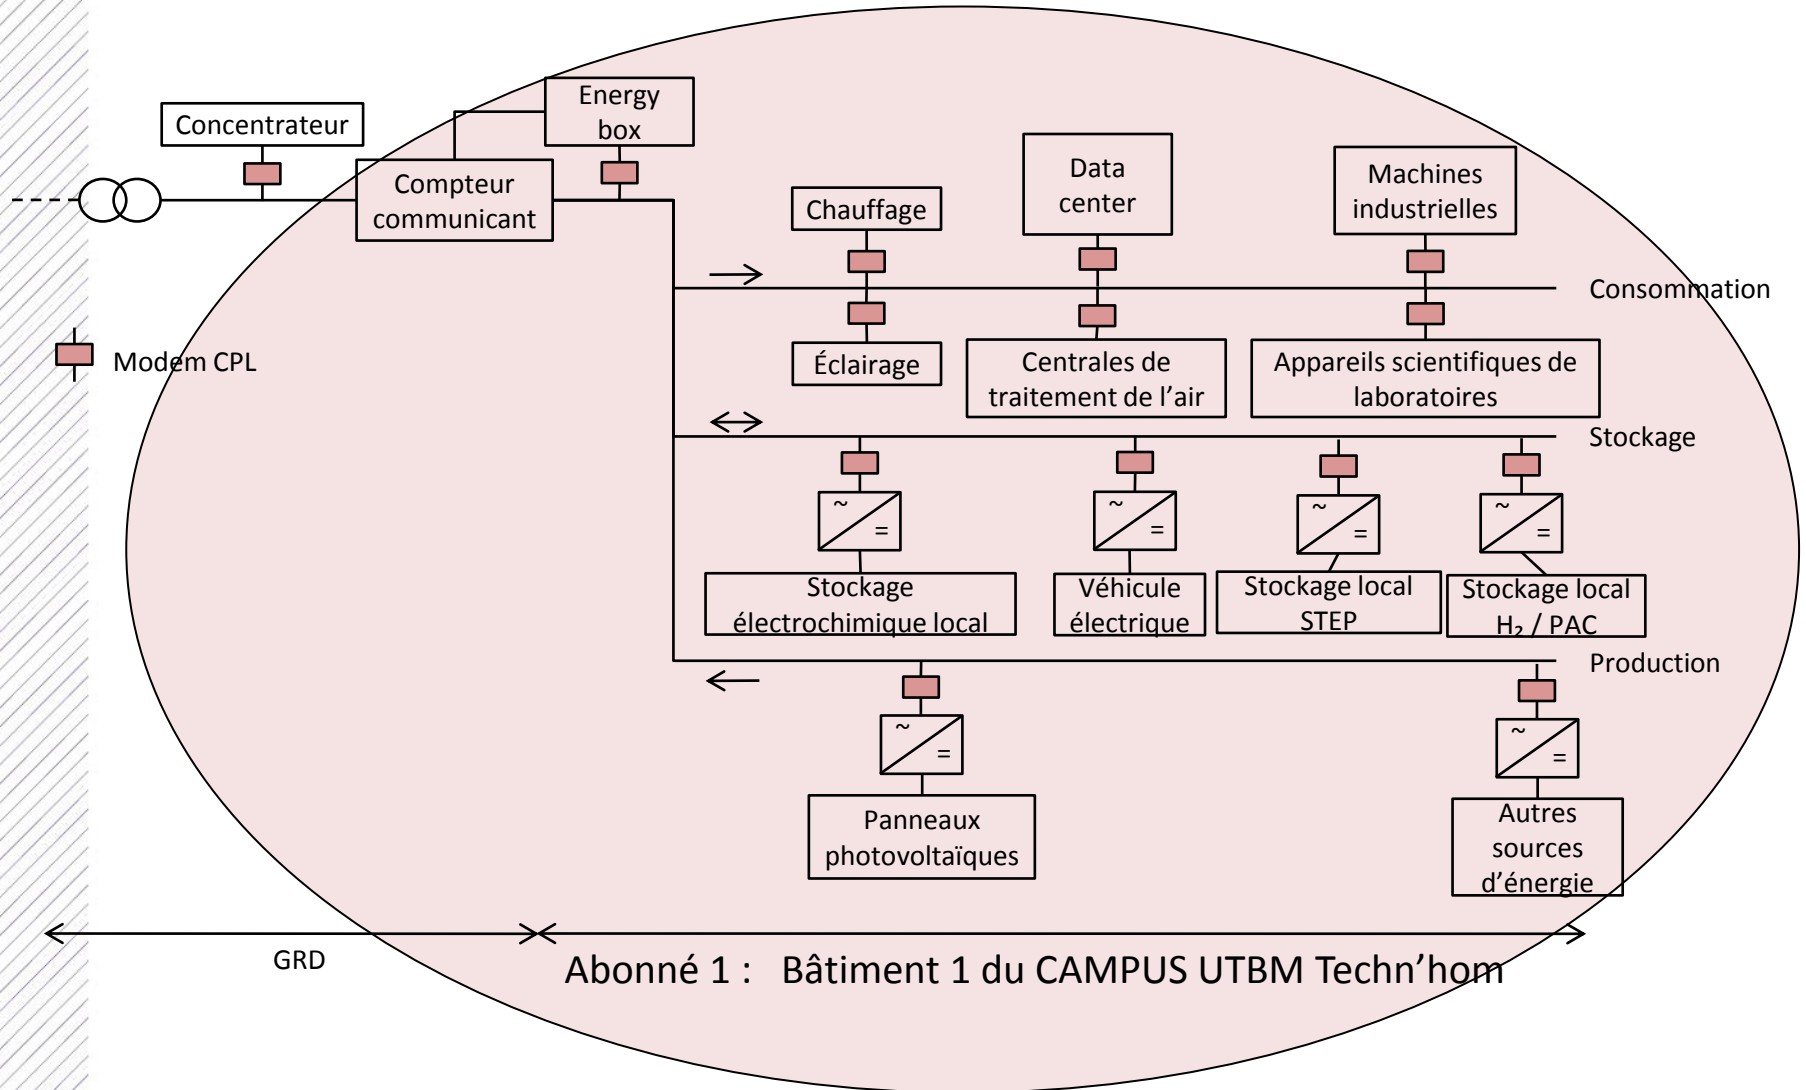 Energy
box
Concentrateur
Compteur
communicant
Data
center
Machines
industrielles
Chauffage
Consommation
Modem CPL
Éclairage
Centrales de
traitement de l’air
Appareils scientifiques de
laboratoires
Stockage
~
=
~
=
~
=
~
=
Stockage
électrochimique local
Véhicule
électrique
Stockage local
STEP
Stockage local
H₂ / PAC
Production
~
=
~
=
Panneaux
photovoltaïques
Autres
sources
d’énergie
GRD
Abonné 1 : Bâtiment 1 du CAMPUS UTBM Techn’hom